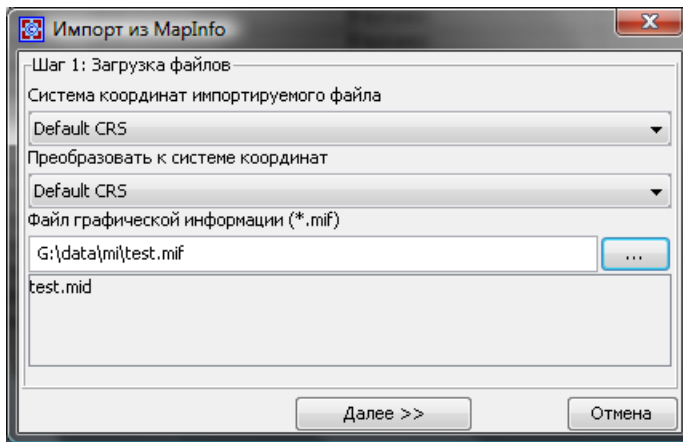 Импорт из MapInfo
Шаг 1: Загрузка файлов
Система координат импортируемого файла
Default CRS
Преобразовать к системе координат
Default CRS
Файл графической информации (*.mif)
G:\data\mi\test.mif ...
test.mid
Далее >> Отмена